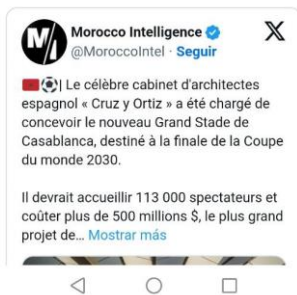 Morocco Intelligence
@MoroccoIntel · Seguir
| Le célèbre cabinet d'architectes
espagnol « Cruz y Ortiz » a été chargé de
concevoir le nouveau Grand Stade de
Casablanca, destiné à la finale de la Coupe
du monde 2030.
Il devrait accueillir 113 000 spectateurs et
coûter plus de 500 millions $, le plus grand
projet de... Mostrar más